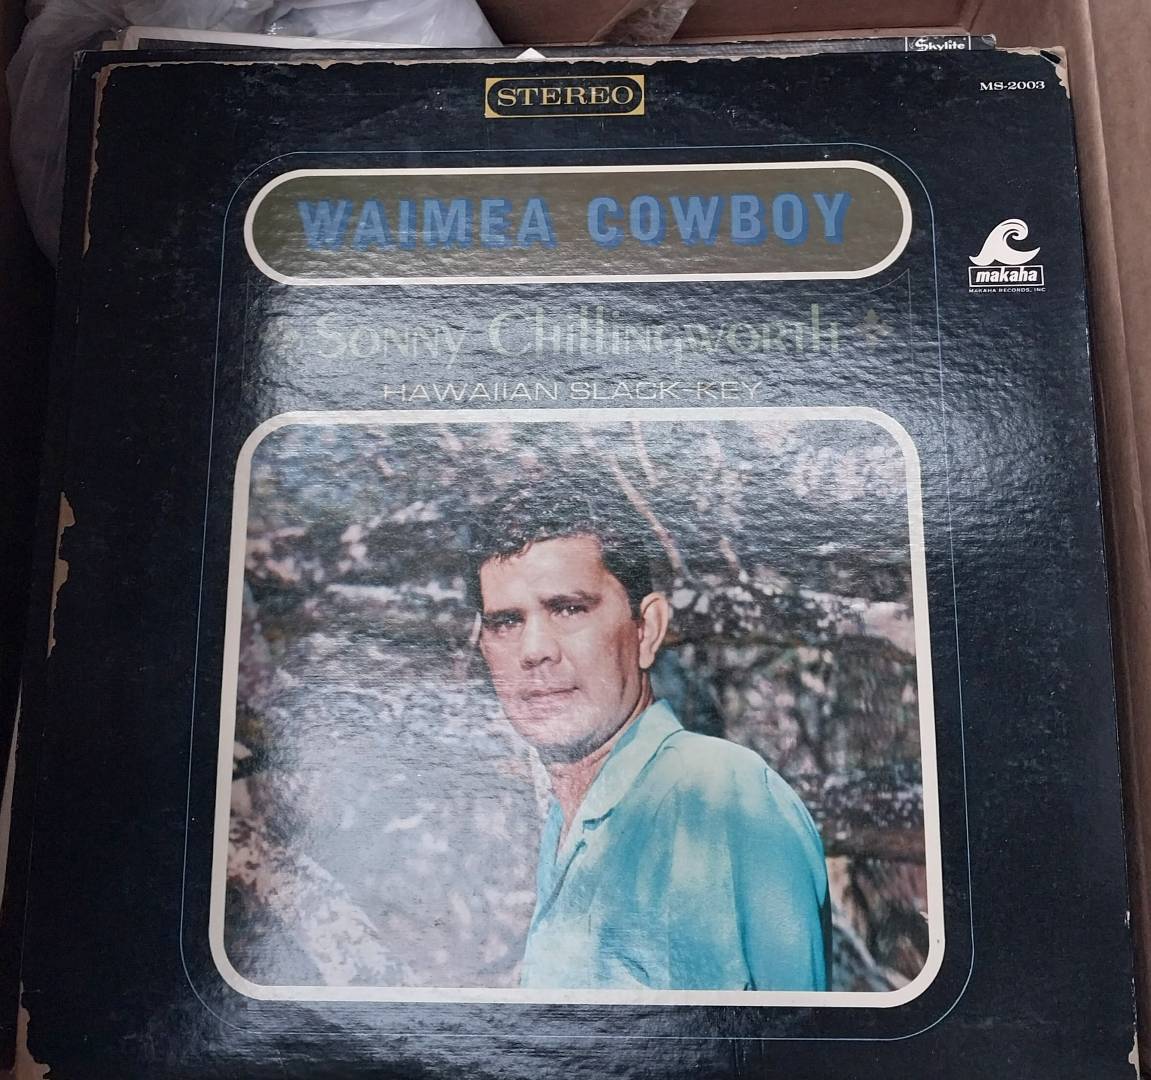 Skylite
STEREO
MS-2003
WAIMEA COWBOY
makaha
MAKAHA RECORDS, INC
Sonny Chillingworth
HAWAIIAN SLACK-KEY